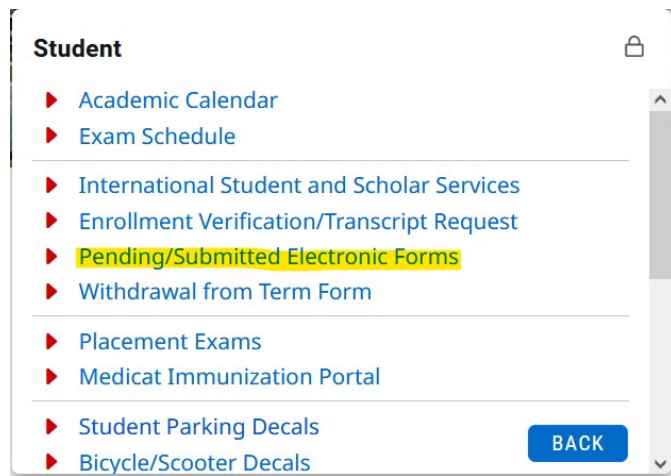 Student
Academic Calendar
Exam Schedule
International Student and Scholar Services
Enrollment Verification/Transcript Request
Pending/Submitted Electronic Forms
Withdrawal from Term Form
Placement Exams
Medicat Immunization Portal
Student Parking Decals
BACK
Bicycle/Scooter Decals